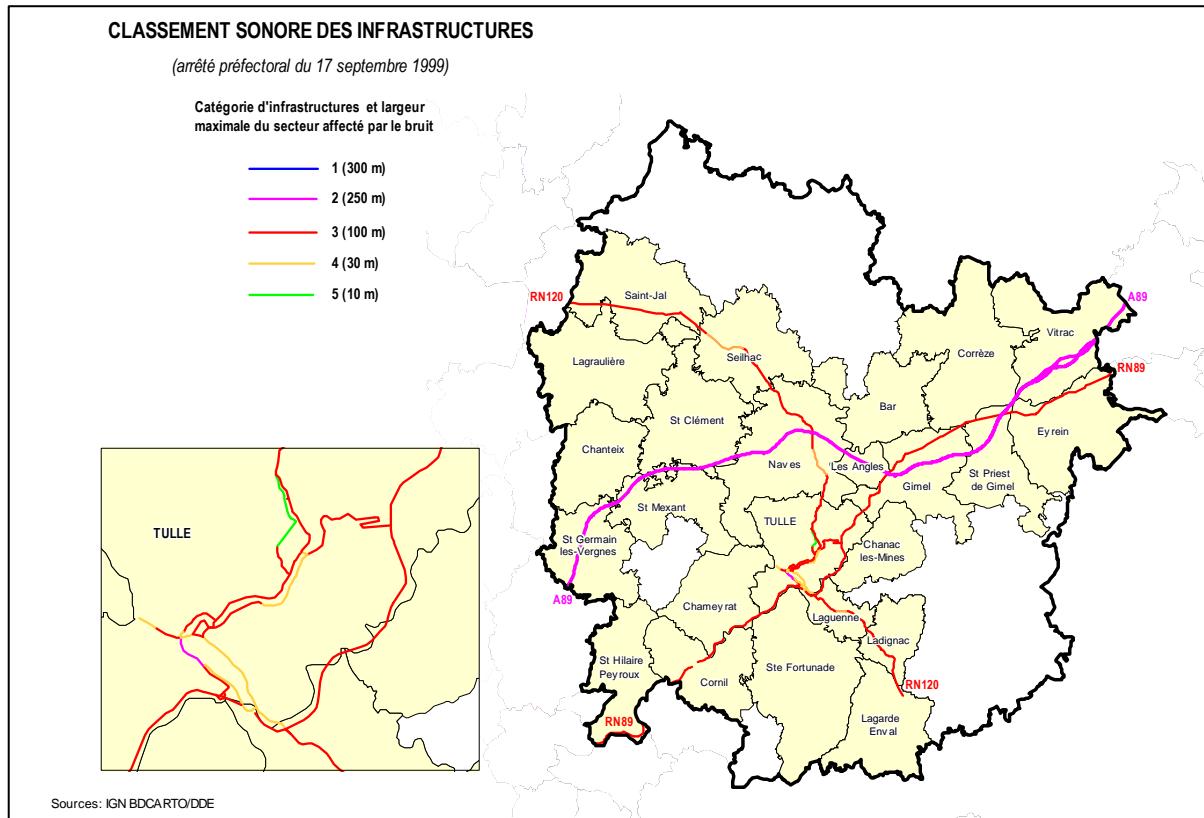 CLASSEMENT SONORE DES INFRASTRUCTURES
(arrêté préfectoral du 17 septembre 1999)
Catégorie d'infrastructures et largeur
maximale du secteur affecté par le bruit
1 (300 m)
2 (250 m)
3 (100 m)
4 (30 m)
5 (10 m)
RN120
Saint-Jal
A89
Vitrac
Corrèze
Seilhac
Lagraulière
RN89
Bar
St Clément
Eyrein
Chanteix
Naves
'Les Angles
Gimel
St Priest
de Gimel
St Mexant
TULLE
St Germain
les-Vergnes
Chanac
les-Mines
A89
Chameyrat
Laguenne
Ladignac
St Hilaire
Peyroux
Ste Fortunade
Cornil
RN120
RN89
Lagarde
Enval
TULLE
Sources: IGN BDCARTO/DDE